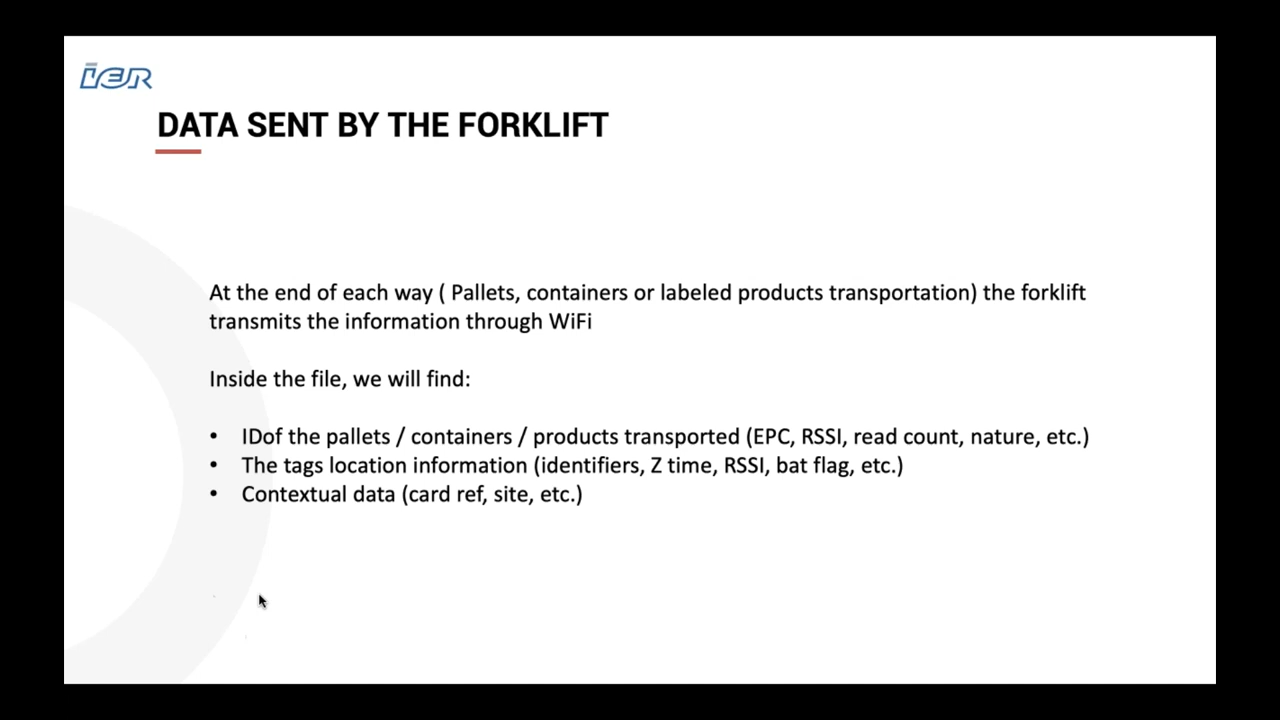 IER
DATA SENT BY THE FORKLIFT
At the end of each way ( Pallets, containers or labeled products transportation) the forklift
transmits the information through WiFi
Inside the file, we will find:
• IDof the pallets / containers / products transported (EPC, RSSI, read count, nature, etc.)
• The tags location information (identifiers, Z time, RSSI, bat flag, etc.)
• Contextual data (card ref, site, etc.)